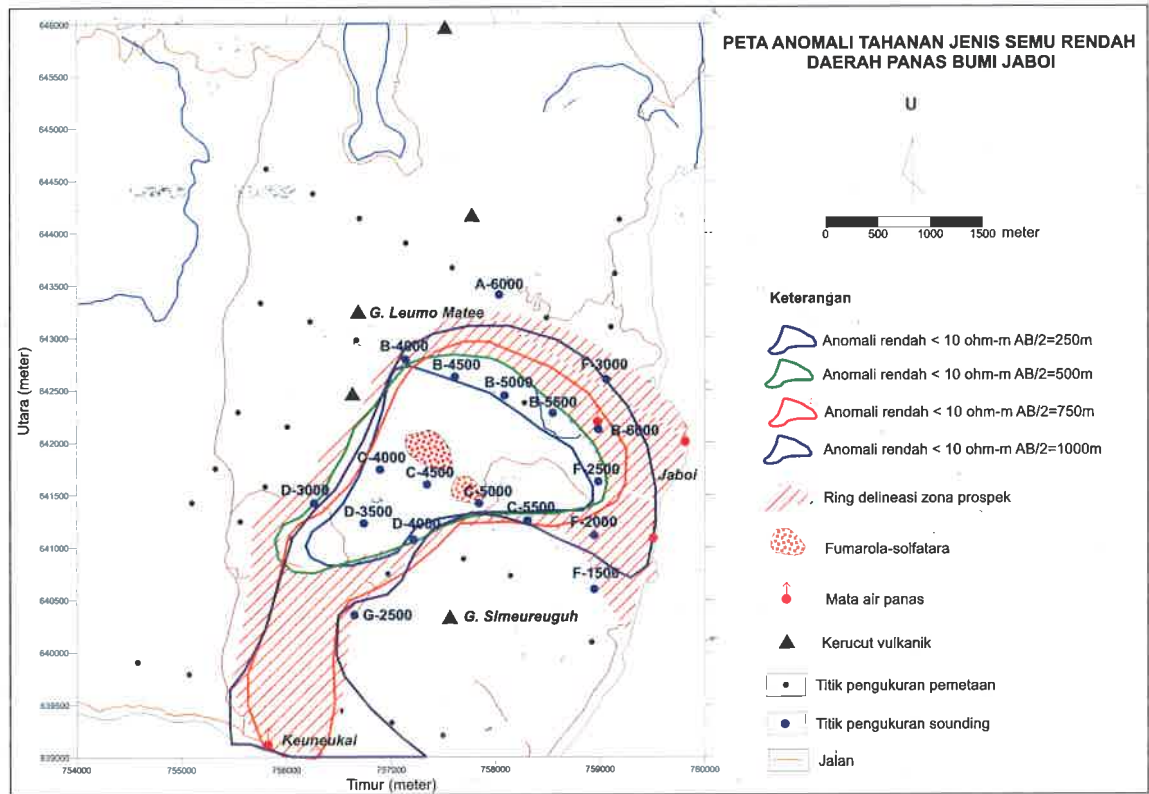 PETA ANOMALI TAHANAN JENIS SEMU RENDAH
DAERAH PANAS BUMI JABOI
U
0 500 1000 1500 meter
Keterangan
Anomali rendah < 10 ohm-m AB/2=250m
Anomali rendah < 10 ohm-m AB/2=500m
Anomali rendah < 10 ohm-m AB/2=750m
Anomali rendah < 10 ohm-m AB/2=1000m
Ring delineasi zona prospek
Fumarola-solfatara
Mata air panas
Kerucut vulkanik
Titik pengukuran pemetaan
Titik pengukuran sounding
Jalan
Utara (meter)
646000
645500
645000
644500
644000
643500
643000
642500
642000
641500
641000
640500
640000
639500
639000
A-6000
G. Leumo Matee
B-4000
B-4500
F-3000
B-5000
B-5500
B-6000
C-4000
C-4500
F-2500
Jaboi
D-3000
C-5000
D-3500
D-4000
C-5500
F-2000
F-1500
G-2500
G. Simeureuguh
Keuneukai
754000 755000 756000 757200 758000 759000 760000
Timur (meter)